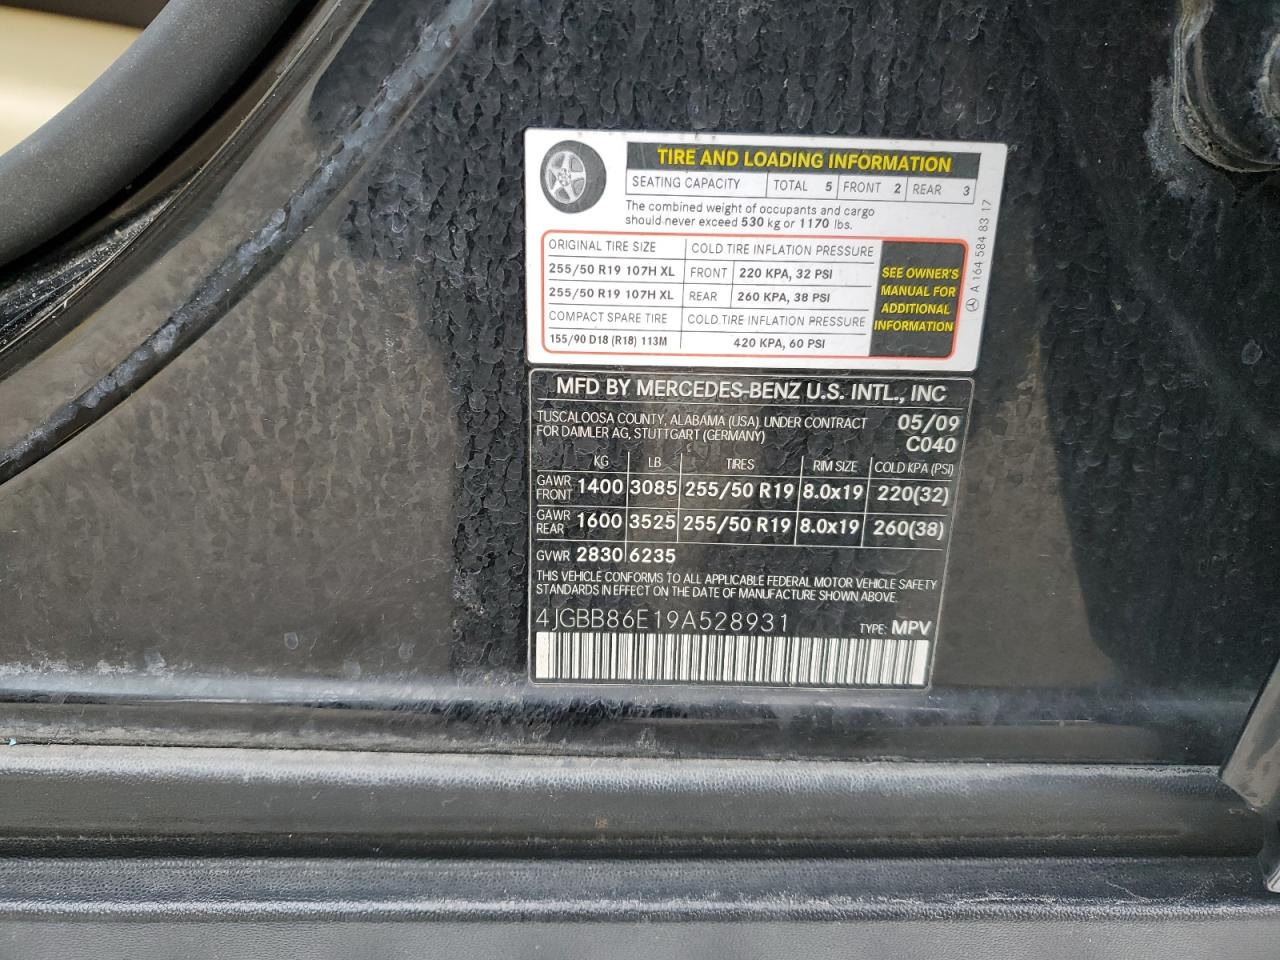 TIRE AND LOADING INFORMATION
SEATING CAPACITY TOTAL 5 FRONT 2 REAR 3
The combined weight of occupants and cargo
should never exceed 530 kg or 1170 lbs.
ORIGINAL TIRE SIZE COLD TIRE INFLATION PRESSURE
255/50 R19 107H XL FRONT 220 KPA, 32 PSI
255/50 R19 107H XL REAR 260 KPA, 38 PSI
COMPACT SPARE TIRE COLD TIRE INFLATION PRESSURE
155/90 D18 (R18) 113M 420 KPA, 60 PSI
SEE OWNER'S
MANUAL FOR
ADDITIONAL
INFORMATION
A 164 584 83 17
MFD BY MERCEDES-BENZ U.S. INTL., INC
TUSCALOOSA COUNTY, ALABAMA (USA). UNDER CONTRACT 05/09
FOR DAIMLER AG, STUTTGART (GERMANY) C040
KG LB TIRES RIM SIZE COLD KPA (PSI)
GAWR FRONT 1400 3085 255/50 R19 8.0x19 220(32)
GAWR REAR 1600 3525 255/50 R19 8.0x19 260(38)
GVWR 2830 6235
THIS VEHICLE CONFORMS TO ALL APPLICABLE FEDERAL MOTOR VEHICLE SAFETY
STANDARDS IN EFFECT ON THE DATE OF MANUFACTURE SHOWN ABOVE.
4JGBB86E19A528931 TYPE: MPV